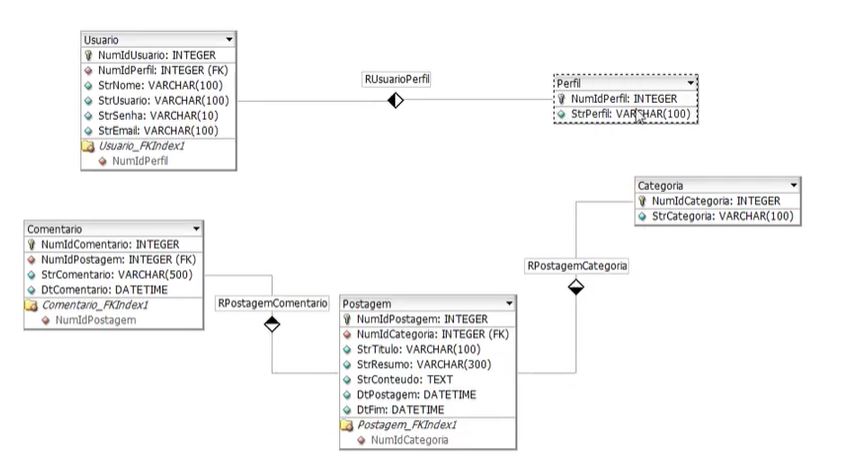 Usuario
NumIdUsuario: INTEGER
NumIdPerfil: INTEGER (FK)
StrNome: VARCHAR(100)
StrUsuario: VARCHAR(100)
StrSenha: VARCHAR(10)
StrEmail: VARCHAR(100)
Usuario_FKIndex1
NumIdPerfil
RUsuarioPerfil
Perfil
NumIdPerfil: INTEGER
StrPerfil: VARCHAR(100)
Categoria
NumIdCategoria: INTEGER
StrCategoria: VARCHAR(100)
Comentario
NumIdComentario: INTEGER
NumIdPostagem: INTEGER (FK)
StrComentario: VARCHAR(500)
DtComentario: DATETIME
Comentario_FKIndex1
NumIdPostagem
RPostagemComentario
RPostagemCategoria
Postagem
NumIdPostagem: INTEGER
NumIdCategoria: INTEGER (FK)
StrTitulo: VARCHAR(100)
StrResumo: VARCHAR(300)
StrConteudo: TEXT
DtPostagem: DATETIME
DtFim: DATETIME
Postagem_FKIndex1
NumIdCategoria